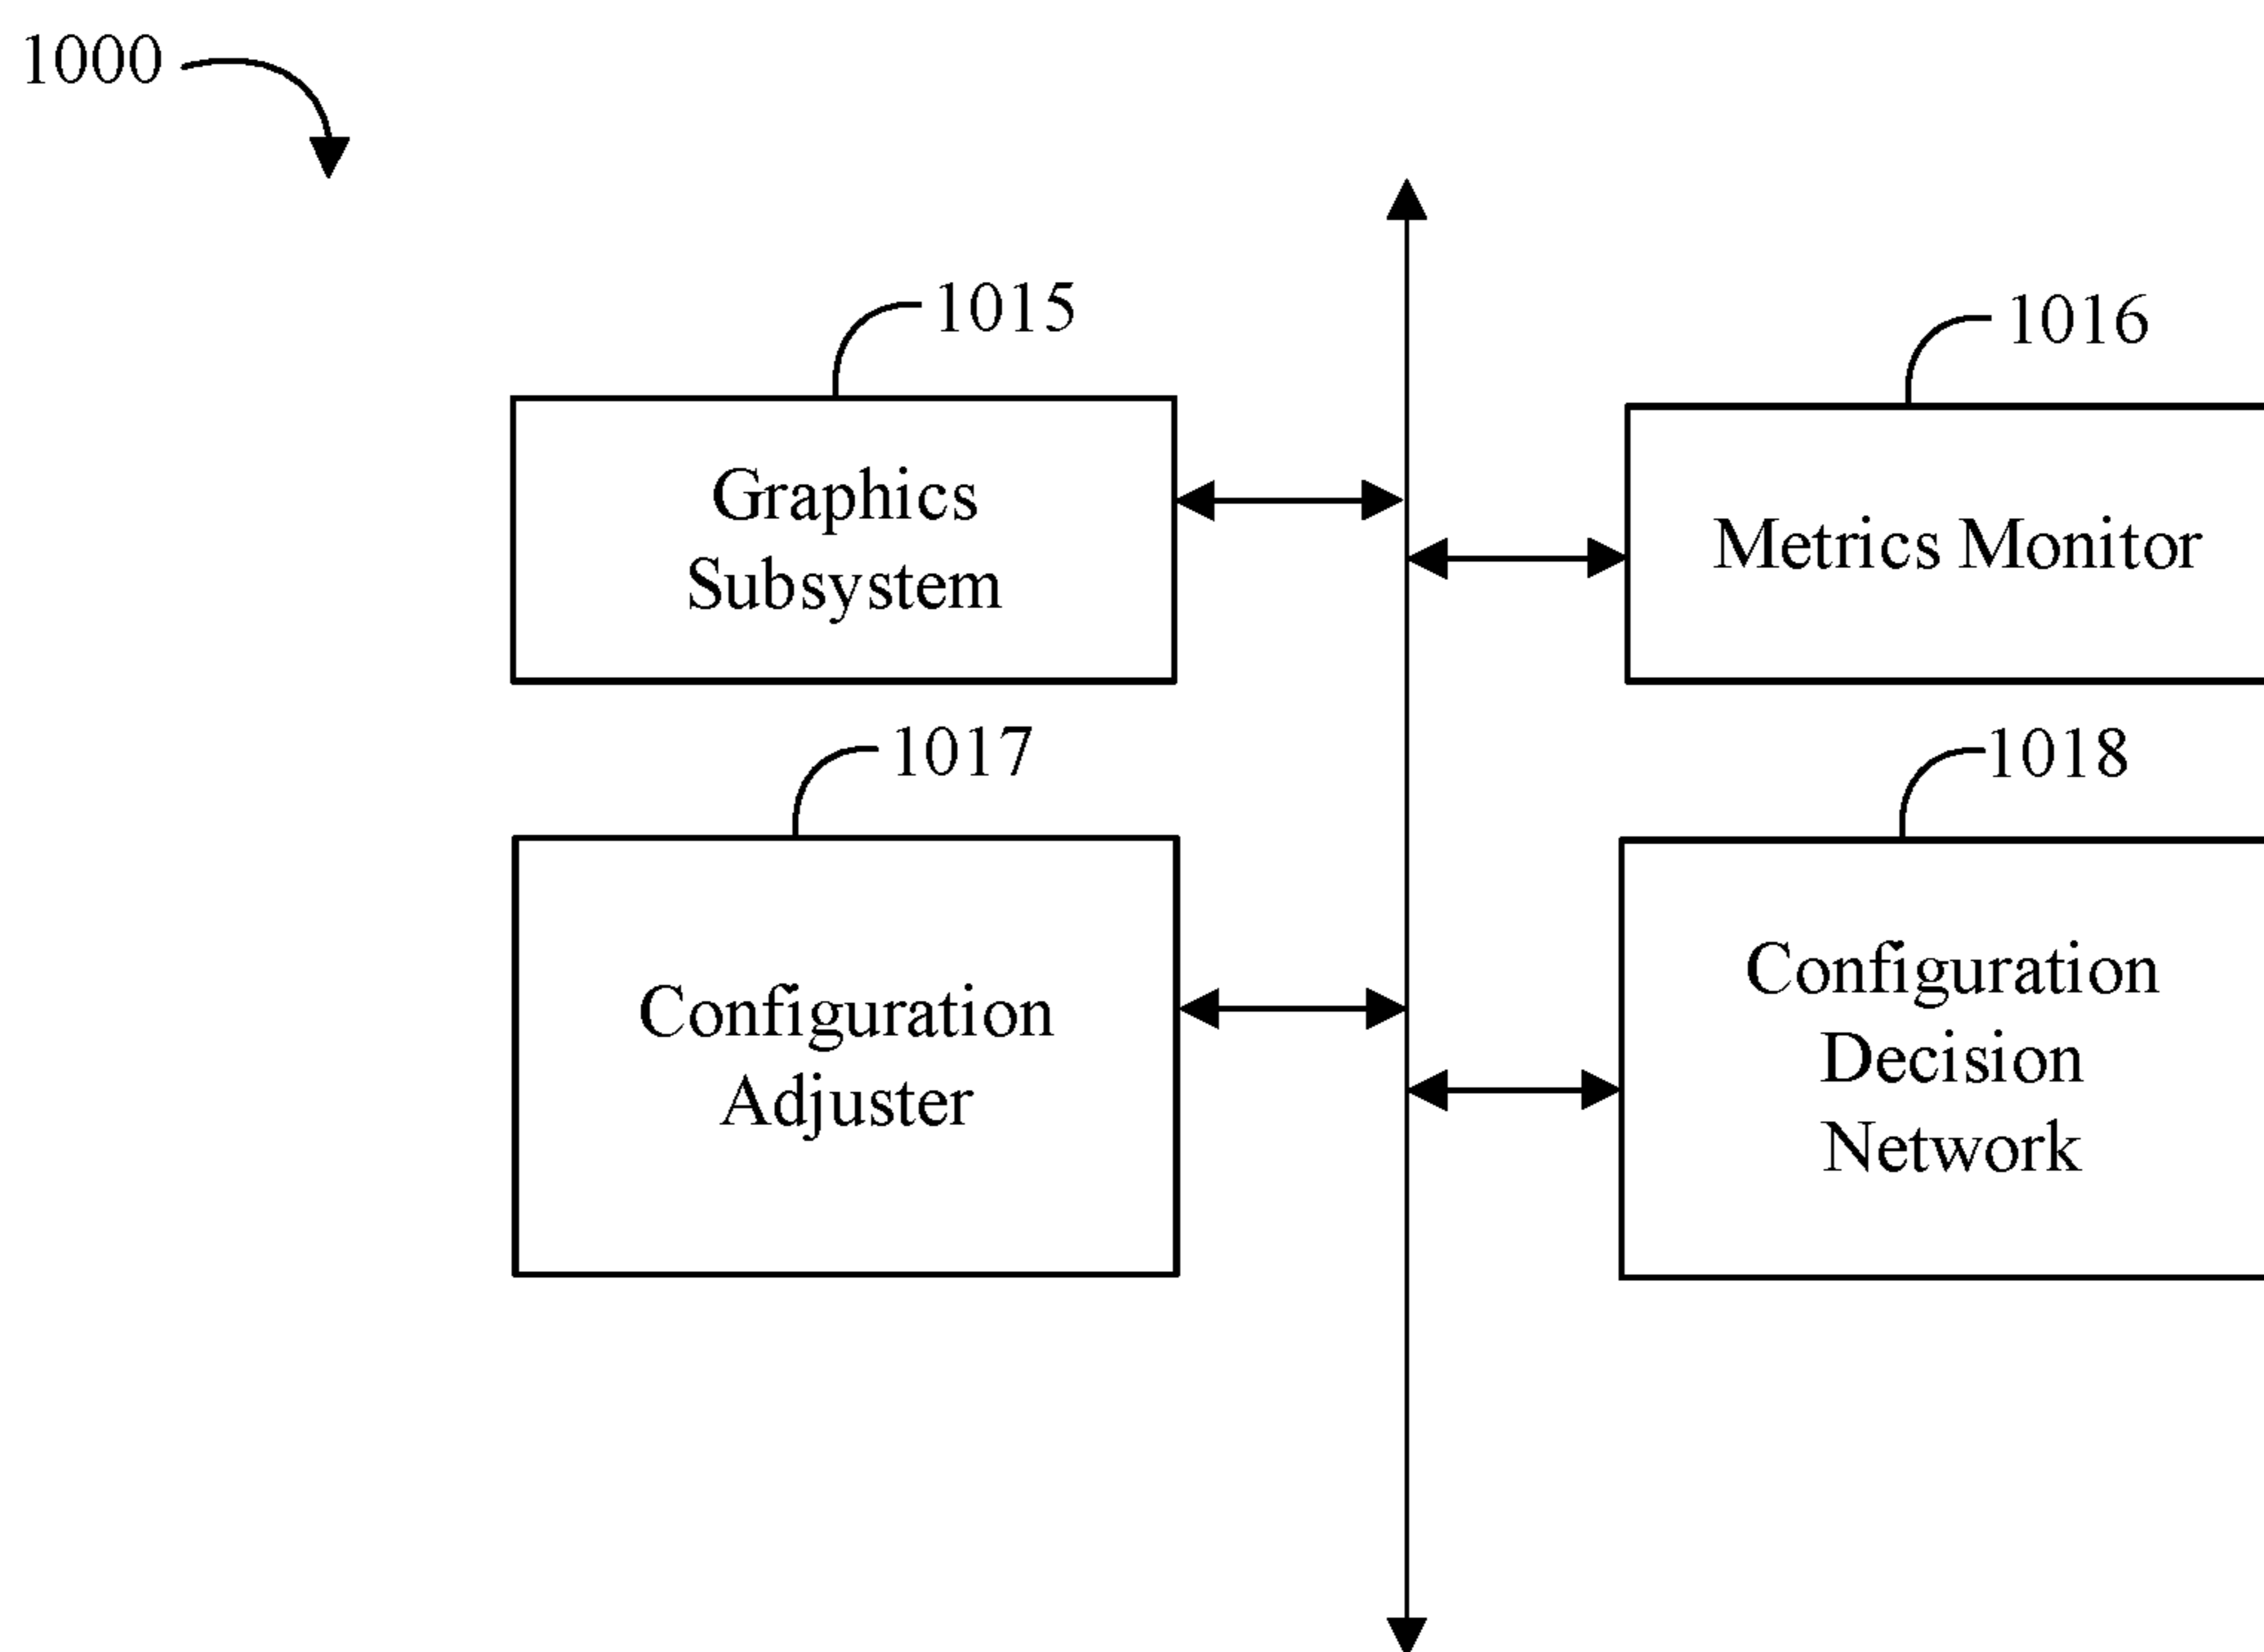 1000
1015
Graphics
Subsystem
1016
Metrics Monitor
1017
Configuration
Adjuster
1018
Configuration
Decision
Network